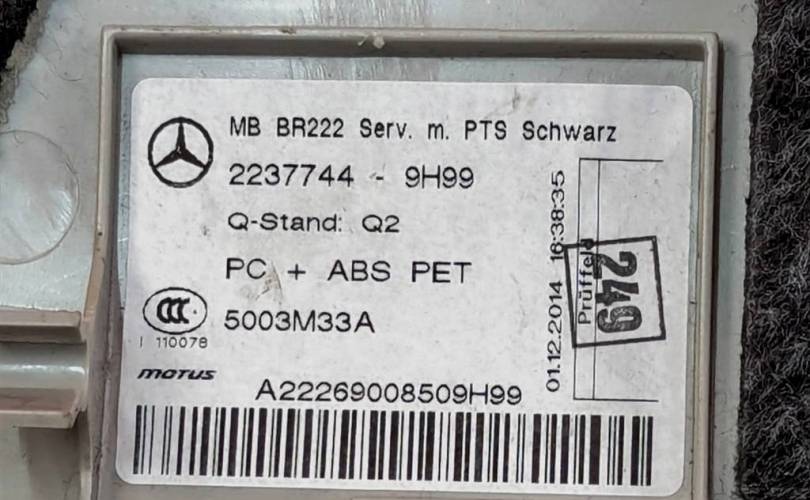 MB BR222 Serv. m. PTS Schwarz
2237744 - 9H99
Q-Stand: Q2
PC + ABS PET
CCC
5003M33A
I 110078
motus
A22269008509H99
01.12.2014 16:38:35
Prüffeld
249